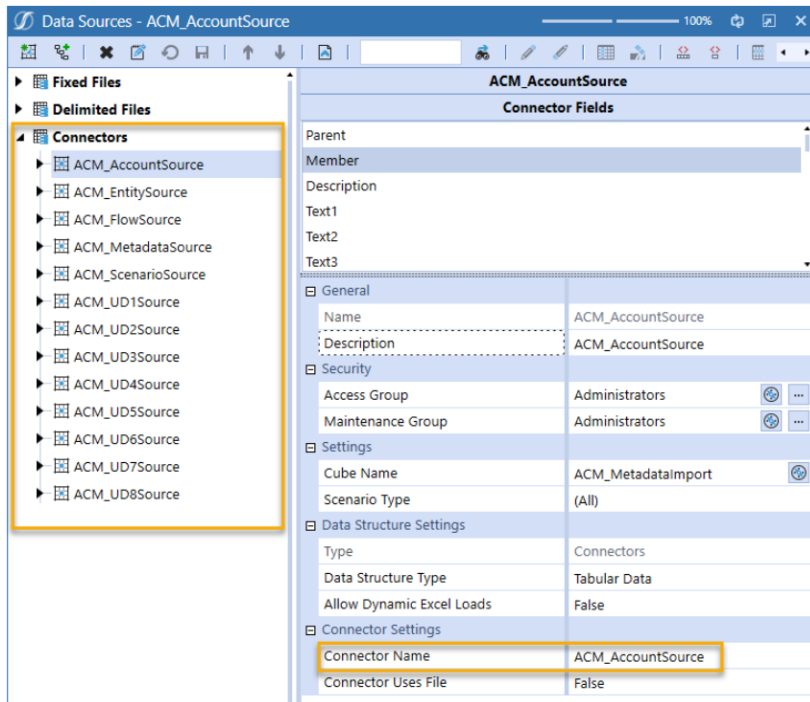 Data Sources - ACM_AccountSource
100%
Fixed Files
Delimited Files
Connectors
ACM_AccountSource
ACM_EntitySource
ACM_FlowSource
ACM_MetadataSource
ACM_ScenarioSource
ACM_UD1Source
ACM_UD2Source
ACM_UD3Source
ACM_UD4Source
ACM_UD5Source
ACM_UD6Source
ACM_UD7Source
ACM_UD8Source
ACM_AccountSource
Connector Fields
Parent
Member
Description
Text1
Text2
Text3
General
Name ACM_AccountSource
Description ACM_AccountSource
Security
Access Group Administrators ...
Maintenance Group Administrators ...
Settings
Cube Name ACM_MetadataImport
Scenario Type (All)
Data Structure Settings
Type Connectors
Data Structure Type Tabular Data
Allow Dynamic Excel Loads False
Connector Settings
Connector Name ACM_AccountSource
Connector Uses File False